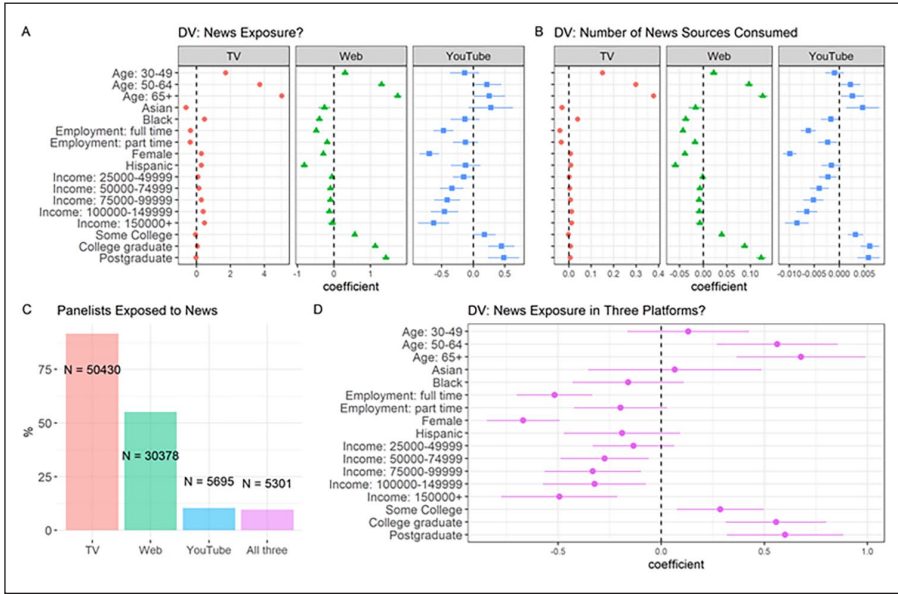 A
DV: News Exposure?
TV
Web
YouTube
Age: 30-49
Age: 50-64
Age: 65+
Asian
Black
Employment: full time
Employment: part time
Female
Hispanic
Income: 25000-49999
Income: 50000-74999
Income: 75000-99999
Income: 100000-149999
Income: 150000+
Some College
College graduate
Postgraduate
0 2 4
-1 0 1
-0.5 0.0 0.5
coefficient
B
DV: Number of News Sources Consumed
TV
Web
YouTube
0.0 0.1 0.2 0.3 0.4
-0.05 0.00 0.05 0.10
-0.010 -0.005 0.000 0.005
coefficient
C
Panelists Exposed to News
%
75
50
25
0
N = 50430
N = 30378
N = 5695
N = 5301
TV
Web
YouTube
All three
D
DV: News Exposure in Three Platforms?
Age: 30-49
Age: 50-64
Age: 65+
Asian
Black
Employment: full time
Employment: part time
Female
Hispanic
Income: 25000-49999
Income: 50000-74999
Income: 75000-99999
Income: 100000-149999
Income: 150000+
Some College
College graduate
Postgraduate
-0.5 0.0 0.5 1.0
coefficient